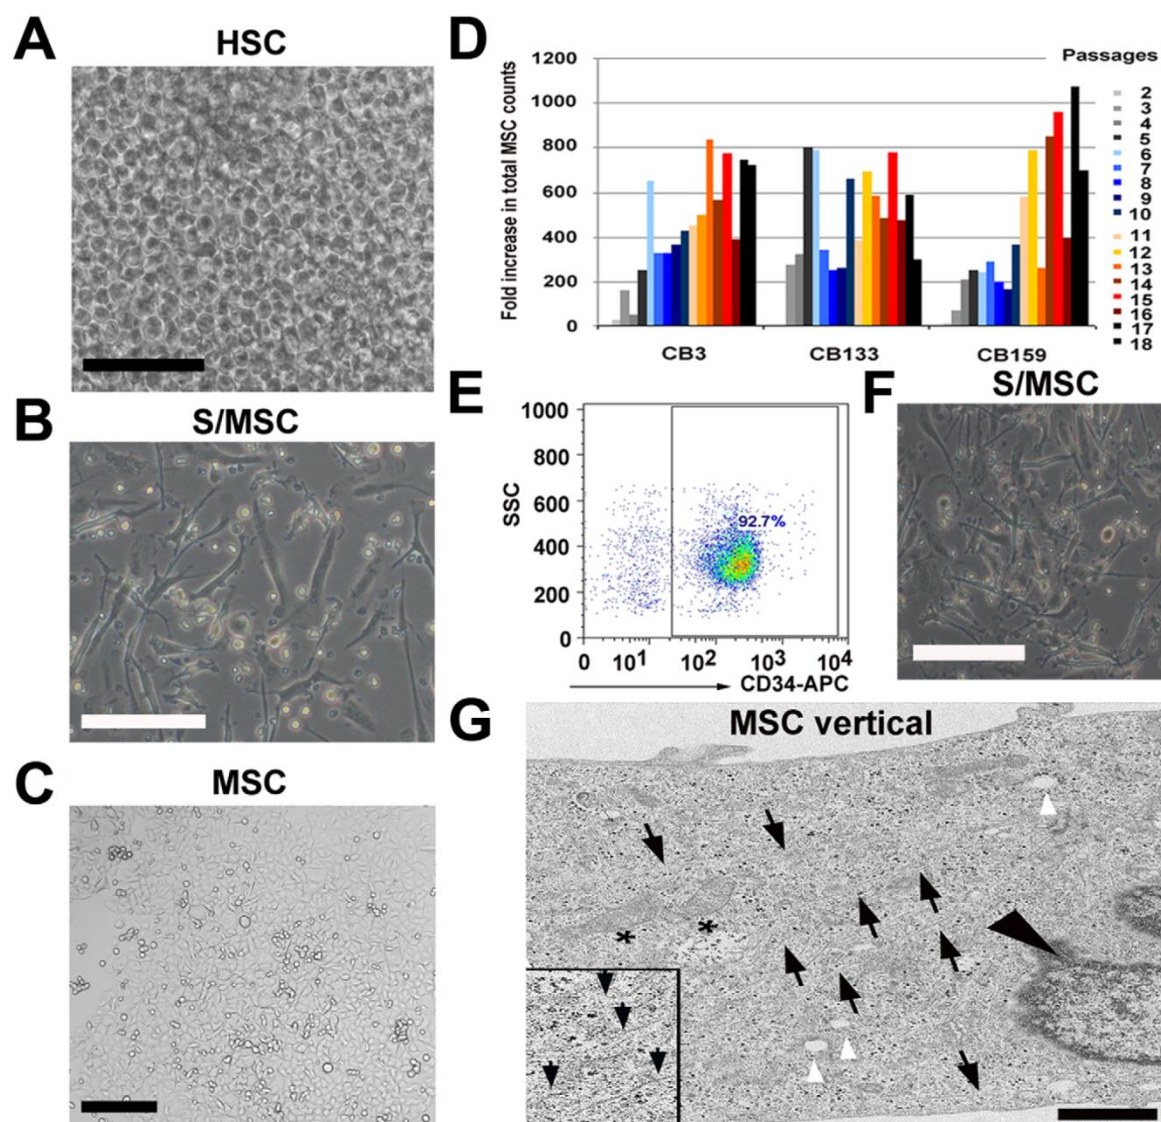 A
HSC
B
S/MSC
C
MSC
D
Fold increase in total MSC counts
1200
1000
800
600
400
200
0
CB3
CB133
CB159
Passages
2
3
4
5
6
7
8
9
10
11
12
13
14
15
16
17
18
E
SSC
1000
800
600
400
200
0
92.7%
0
10¹
10²
10³
10⁴
CD34-APC
F
S/MSC
G
MSC vertical
*
*